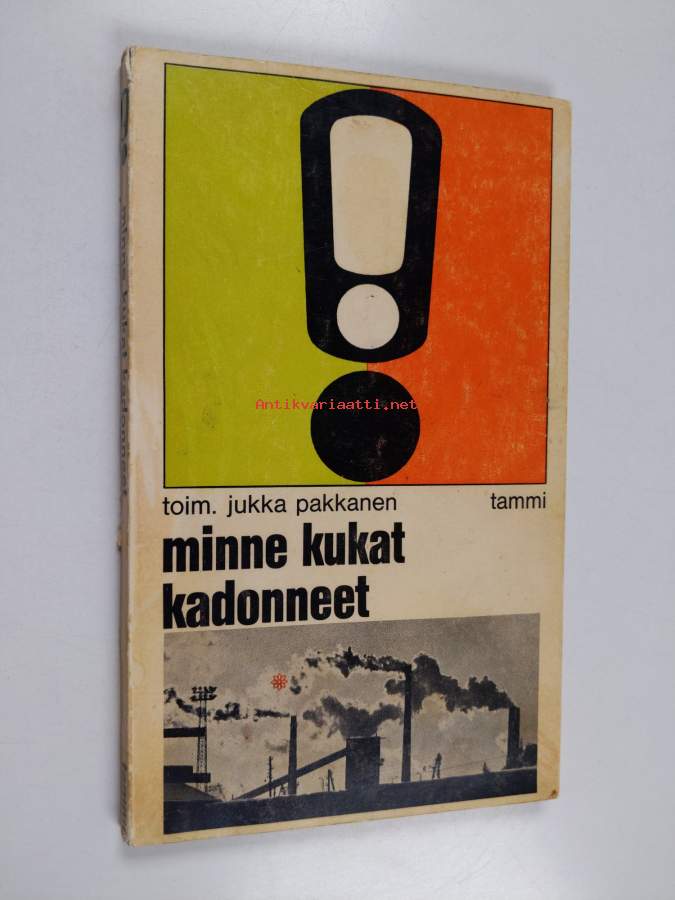 Antikvariaatti.net
toim. jukka pakkanen tammi
minne kukat
kadonneet
minne kukat kadonneet